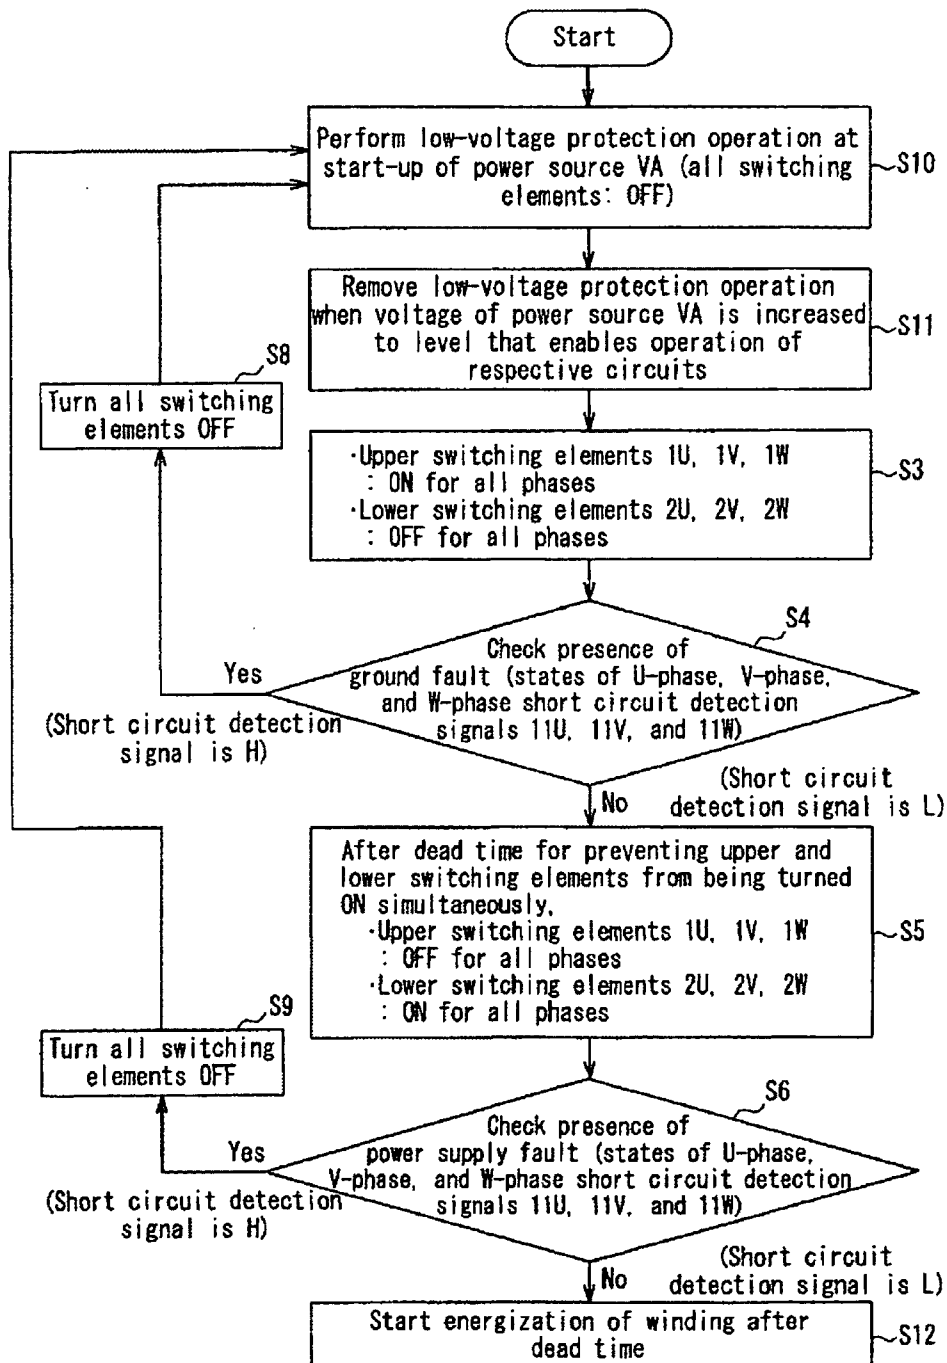 Start
Perform low-voltage protection operation at
start-up of power source VA (all switching
elements: OFF)
S10
Remove low-voltage protection operation
when voltage of power source VA is increased
to level that enables operation of
respective circuits
S11
S8
Turn all switching
elements OFF
·Upper switching elements 1U, 1V, 1W
: ON for all phases
·Lower switching elements 2U, 2V, 2W
: OFF for all phases
S3
S4
Check presence of
ground fault (states of U-phase, V-phase,
and W-phase short circuit detection
signals 11U, 11V, and 11W)
Yes
(Short circuit detection
signal is H)
No
(Short circuit
detection signal is L)
After dead time for preventing upper and
lower switching elements from being turned
ON simultaneously,
·Upper switching elements 1U, 1V, 1W
: OFF for all phases
·Lower switching elements 2U, 2V, 2W
: ON for all phases
S5
S9
Turn all switching
elements OFF
S6
Check presence of
power supply fault (states of U-phase,
V-phase, and W-phase short circuit detection
signals 11U, 11V, and 11W)
Yes
(Short circuit detection
signal is H)
No
(Short circuit
detection signal is L)
Start energization of winding after
dead time
S12